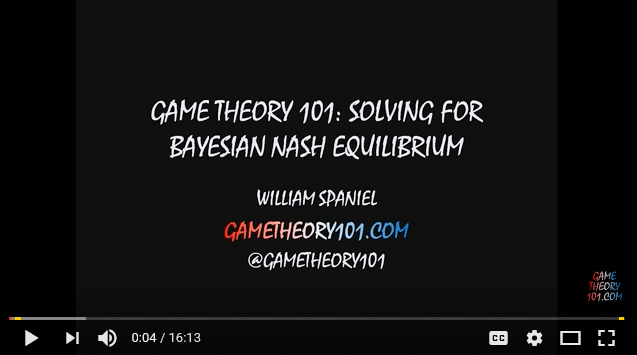 GAME THEORY 101: SOLVING FOR
BAYESIAN NASH EQUILIBRIUM
WILLIAM SPANIEL
GAMETHEORY101.COM
@GAMETHEORY101
GAME
THEORY
101.COM
0:04 / 16:13
CC